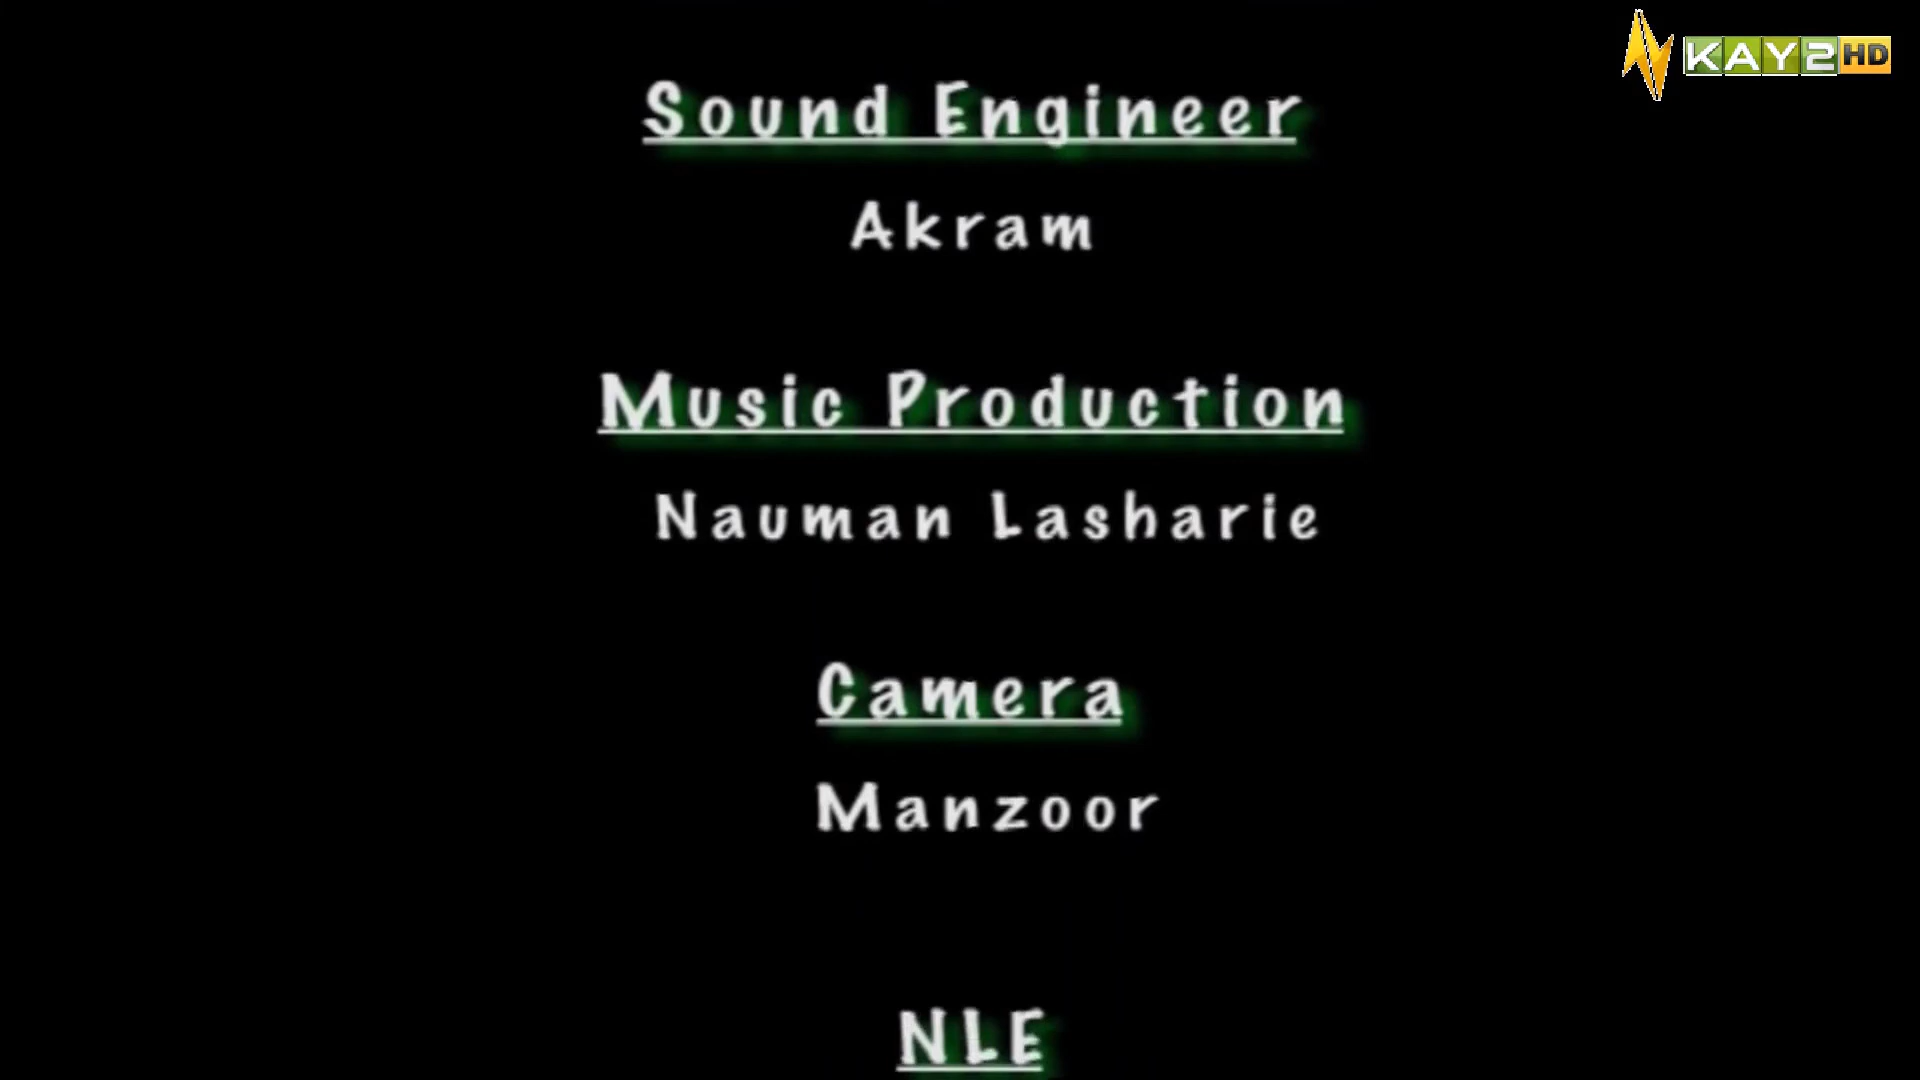 KAY2HD
Sound Engineer
Akram
Music Production
Nauman Lasharie
Camera
Manzoor
NLE